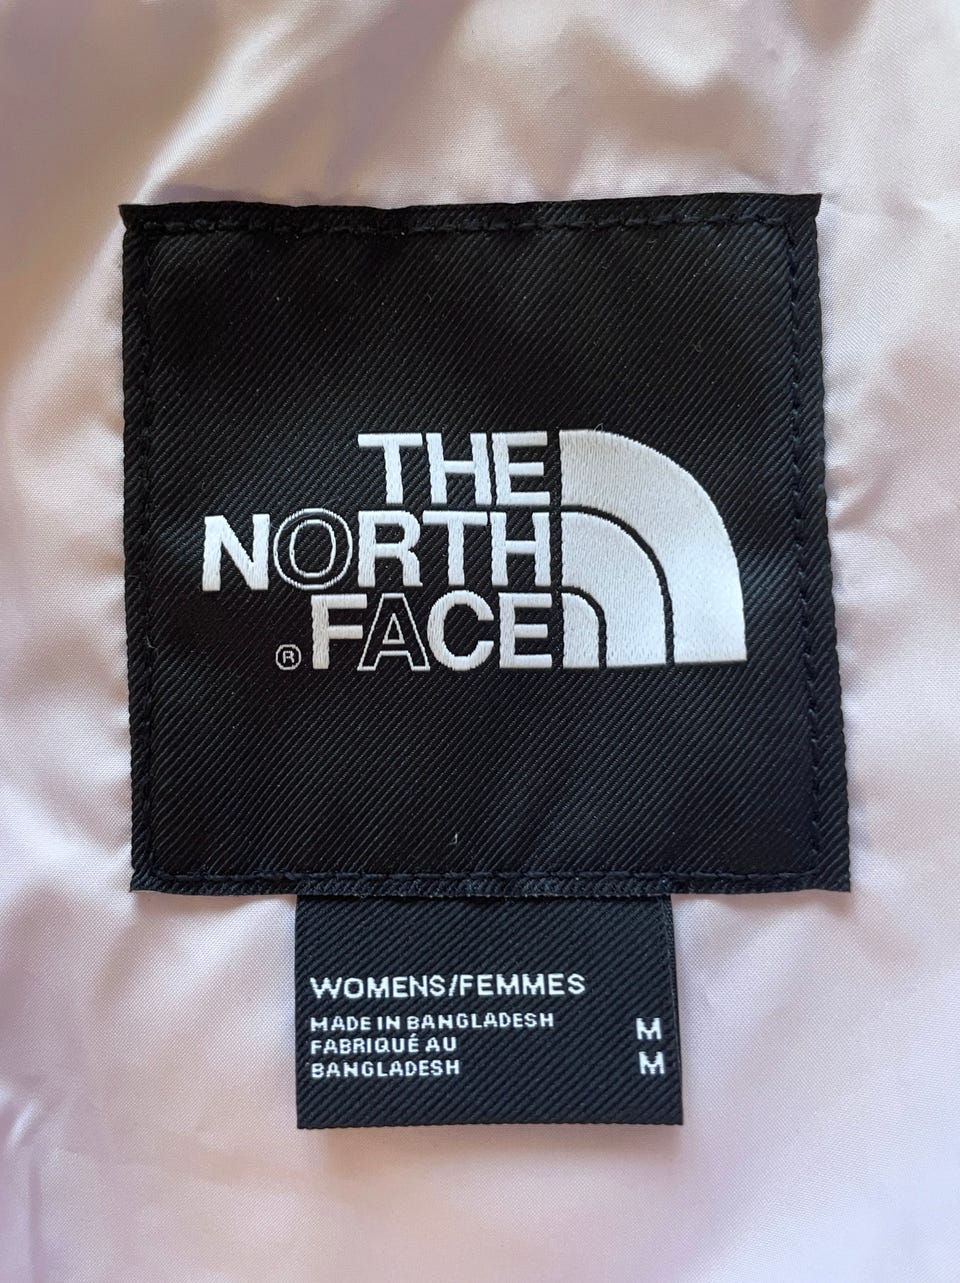 THE
NORTH
® FACE
WOMENS/FEMMES
MADE IN BANGLADESH M
FABRIQUÉ AU
BANGLADESH M